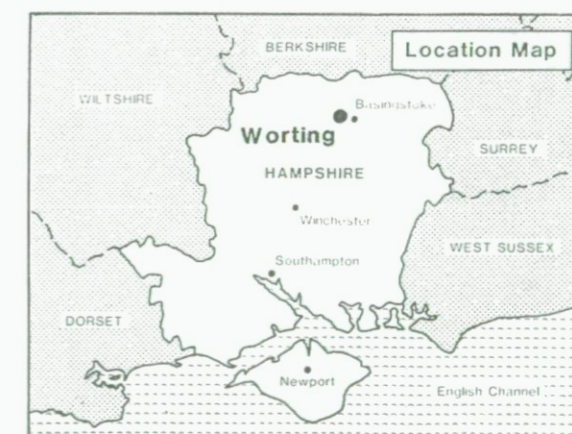 BERKSHIRE
Location Map
WILTSHIRE
Basingstoke
Worting
SURREY
HAMPSHIRE
Winchester
WEST SUSSEX
Southampton
DORSET
Newport
English Channel